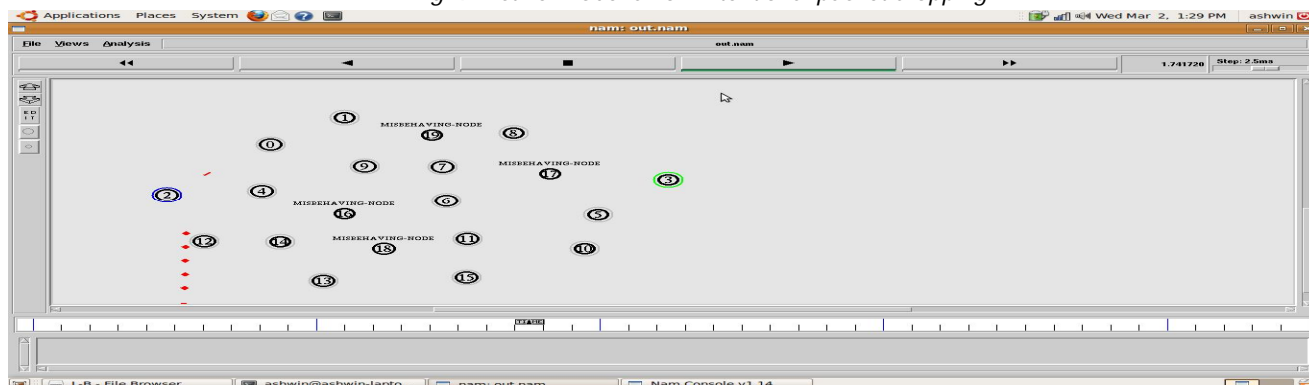 Applications Places System Wed Mar 2, 1:29 PM ashwin
nam: out.nam
File Views Analysis out.nam
1.741720 Step: 2.5ms
ED
IT
1
MISBEHAVING-NODE
19
8
0
9
7
MISBEHAVING-NODE
17
3
2
4
MISBEHAVING-NODE
16
6
5
12
14
MISBEHAVING-NODE
18
11
10
13
15
TIME
L-B - File Browser ashwin@ashwin-lapto nam: out.nam Nam Console v1.14